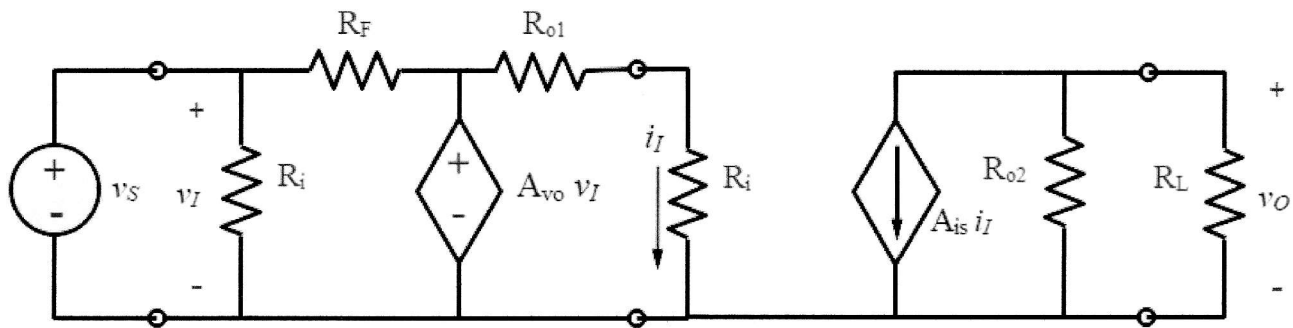 R_F R_o1
+ i_I +
+ - v_S v_I R_i + - A_vo v_I R_i A_is i_I R_o2 R_L v_O
- -